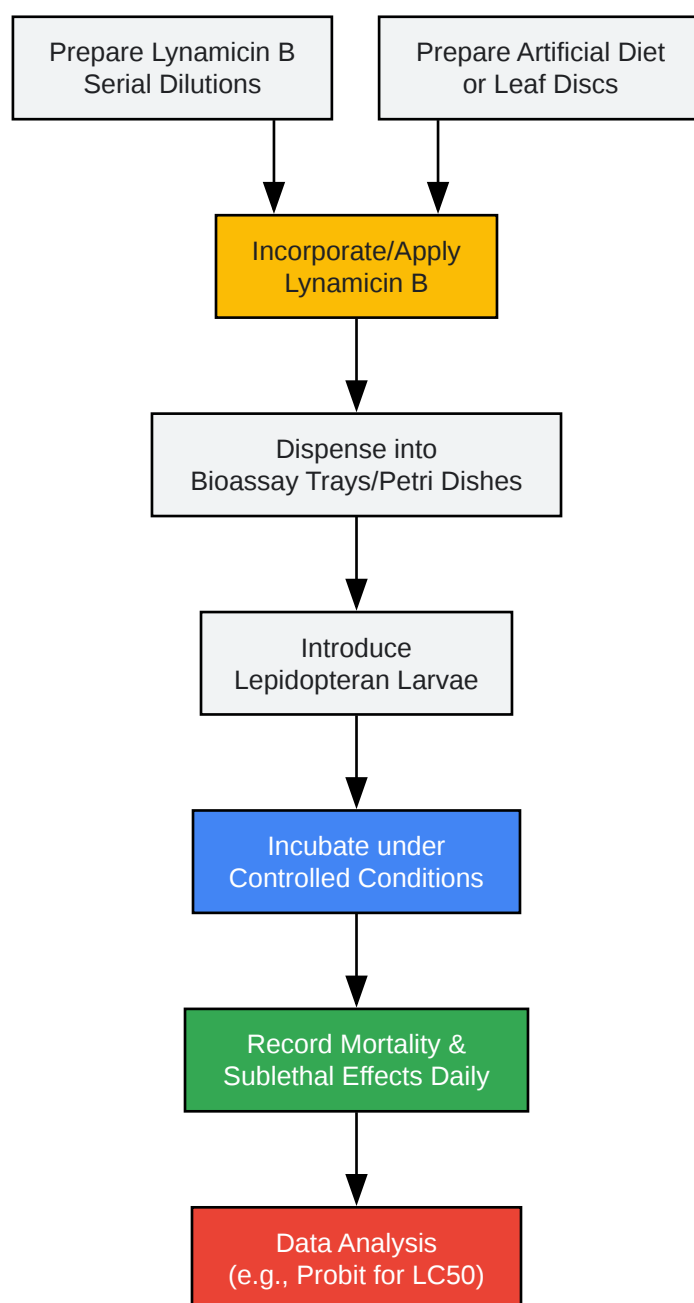 Prepare Lynamicin B
Serial Dilutions
Prepare Artificial Diet
or Leaf Discs
Incorporate/Apply
Lynamicin B
Dispense into
Bioassay Trays/Petri Dishes
Introduce
Lepidopteran Larvae
Incubate under
Controlled Conditions
Record Mortality &
Sublethal Effects Daily
Data Analysis
(e.g., Probit for LC50)